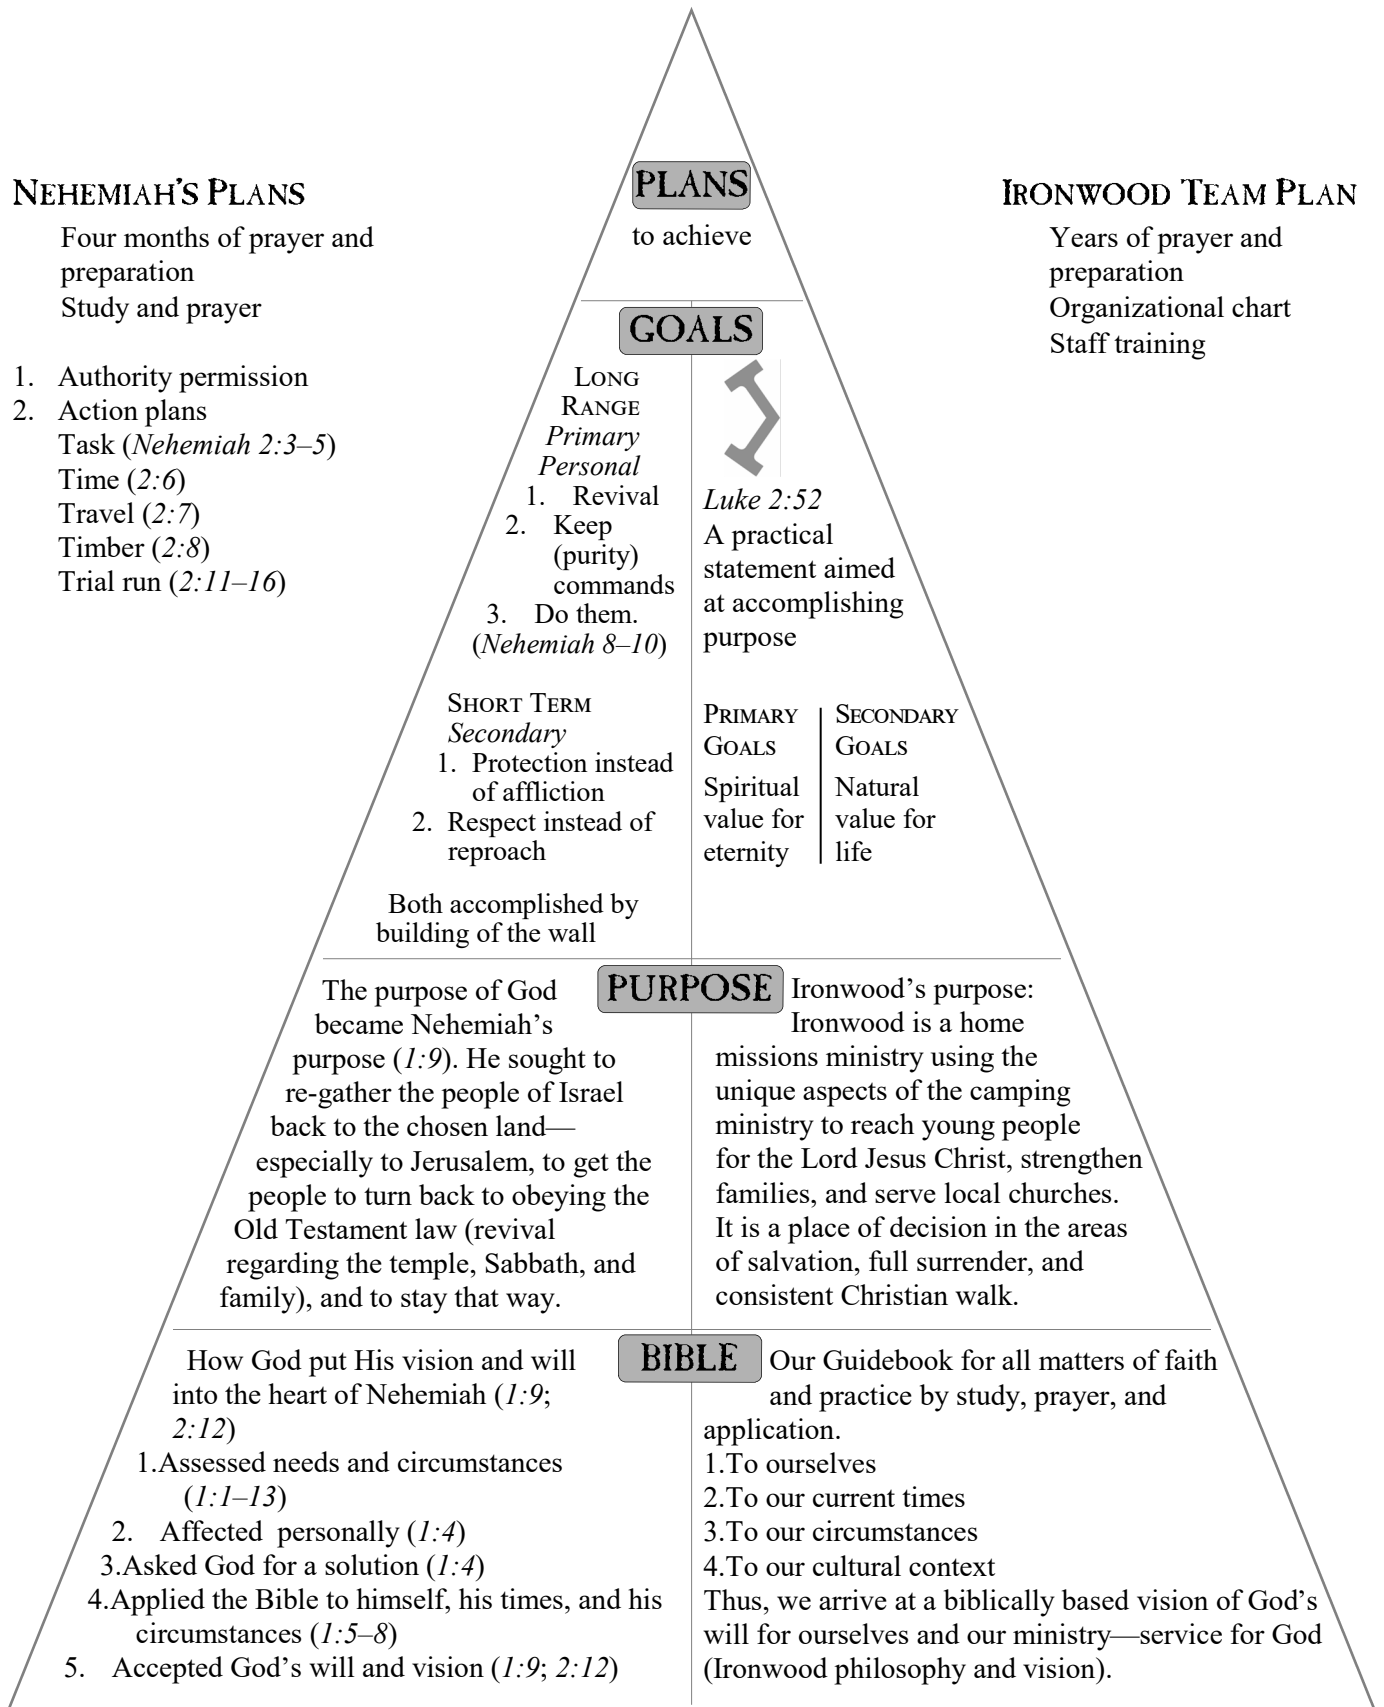 PLANS
to achieve
NEHEMIAH'S PLANS
Four months of prayer and
preparation
Study and prayer
1. Authority permission
2. Action plans
Task (Nehemiah 2:3–5)
Time (2:6)
Travel (2:7)
Timber (2:8)
Trial run (2:11–16)
IRONWOOD TEAM PLAN
Years of prayer and
preparation
Organizational chart
Staff training
GOALS
LONG
RANGE
Primary
Personal
1. Revival
2. Keep
(purity)
commands
3. Do them.
(Nehemiah 8–10)
SHORT TERM
Secondary
1. Protection instead
of affliction
2. Respect instead of
reproach
Both accomplished by
building of the wall
Luke 2:52
A practical
statement aimed
at accomplishing
purpose
PRIMARY
GOALS
Spiritual
value for
eternity
SECONDARY
GOALS
Natural
value for
life
PURPOSE
The purpose of God
became Nehemiah's
purpose (1:9). He sought to
re-gather the people of Israel
back to the chosen land—
especially to Jerusalem, to get the
people to turn back to obeying the
Old Testament law (revival
regarding the temple, Sabbath, and
family), and to stay that way.
Ironwood's purpose:
Ironwood is a home
missions ministry using the
unique aspects of the camping
ministry to reach young people
for the Lord Jesus Christ, strengthen
families, and serve local churches.
It is a place of decision in the areas
of salvation, full surrender, and
consistent Christian walk.
BIBLE
How God put His vision and will
into the heart of Nehemiah (1:9;
2:12)
1.Assessed needs and circumstances
(1:1–13)
2. Affected personally (1:4)
3.Asked God for a solution (1:4)
4.Applied the Bible to himself, his times, and his
circumstances (1:5–8)
5. Accepted God's will and vision (1:9; 2:12)
Our Guidebook for all matters of faith
and practice by study, prayer, and
application.
1.To ourselves
2.To our current times
3.To our circumstances
4.To our cultural context
Thus, we arrive at a biblically based vision of God's
will for ourselves and our ministry—service for God
(Ironwood philosophy and vision).